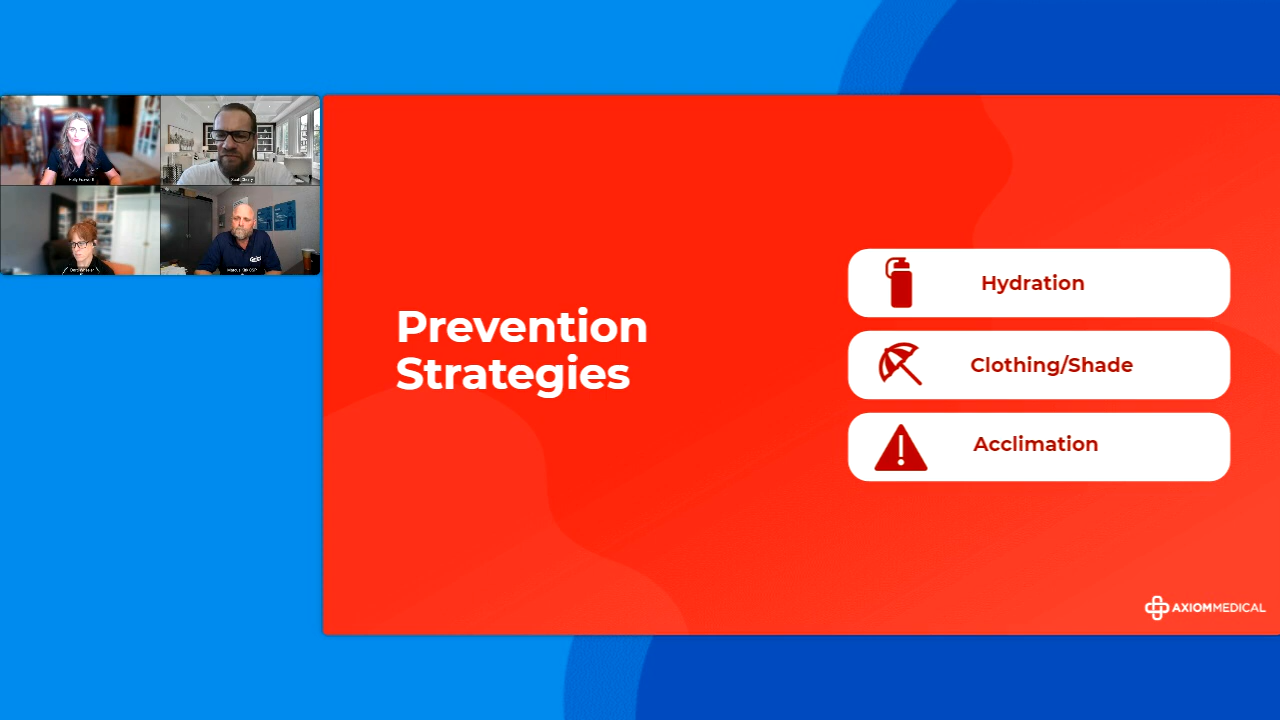 Prevention
Strategies
Hydration
Clothing/Shade
Acclimation
AXIOMMEDICAL